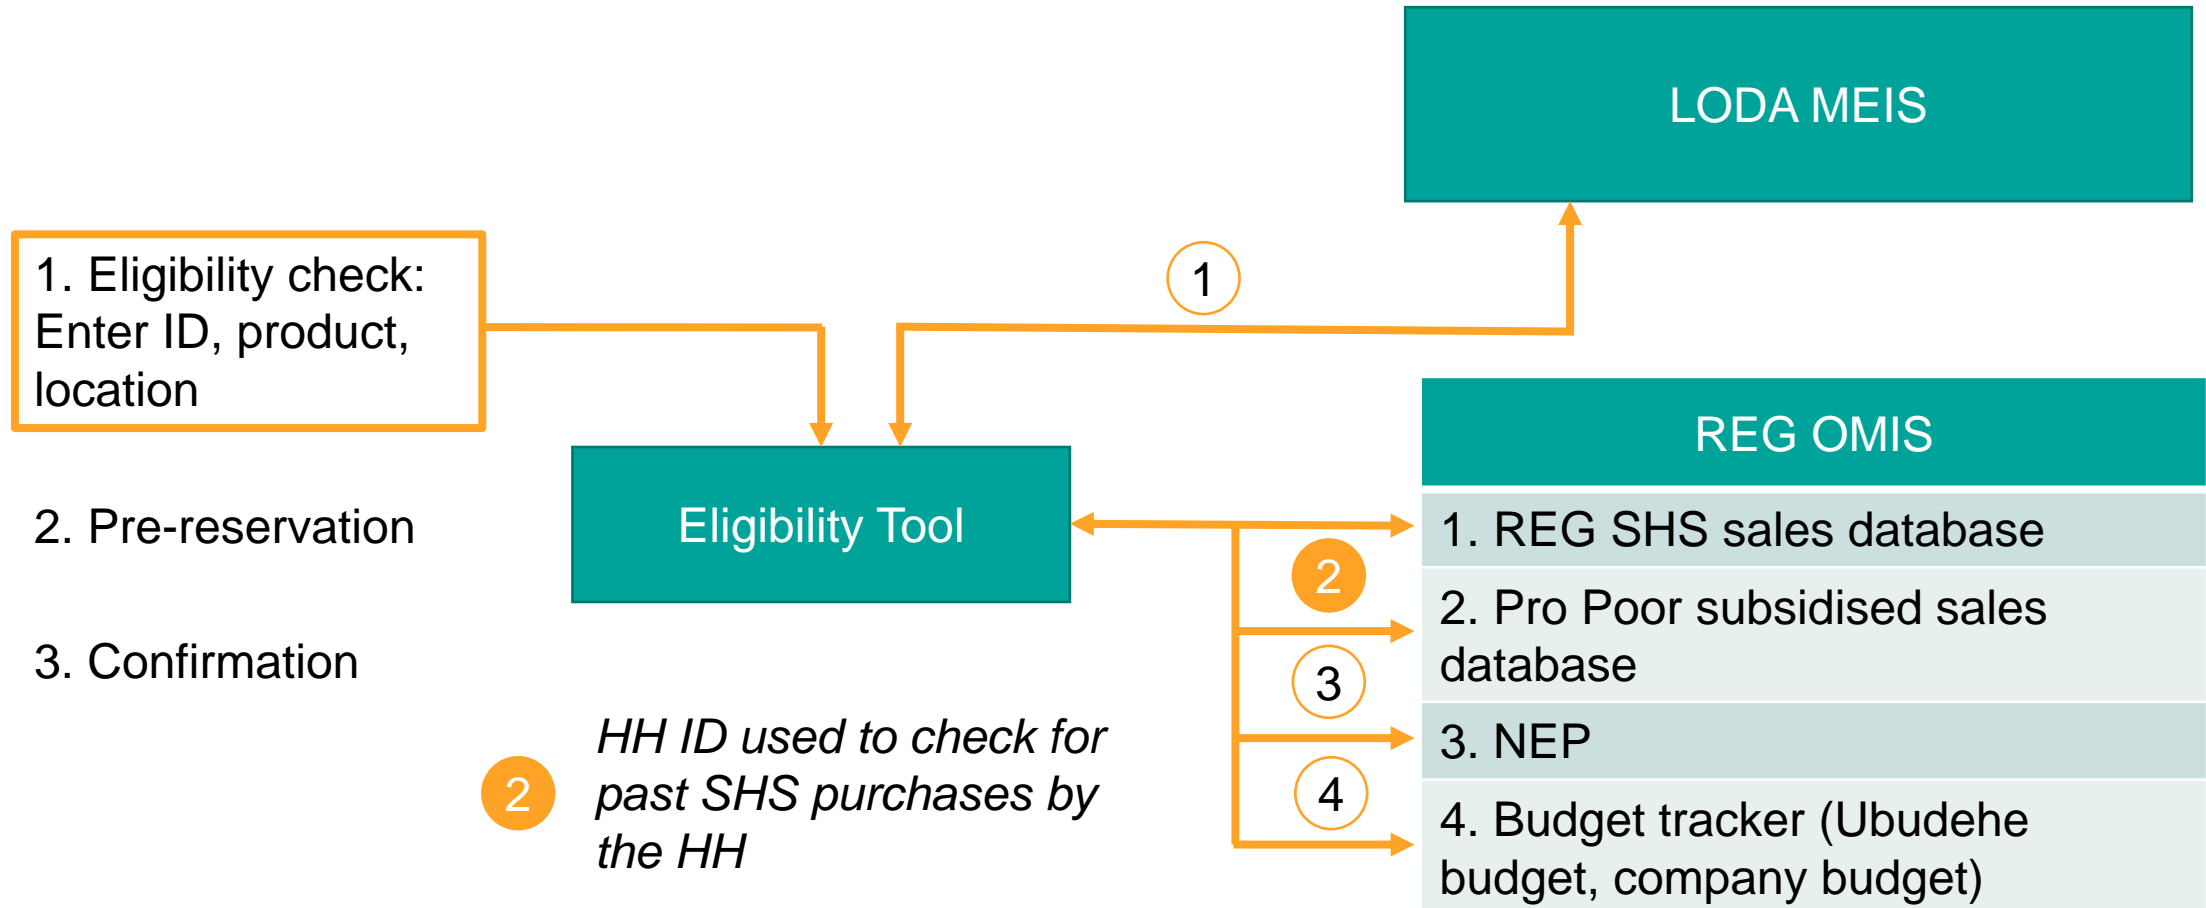 LODA MEIS
1. Eligibility check:
Enter ID, product,
location
1
REG OMIS
2. Pre-reservation
Eligibility Tool
1. REG SHS sales database
2
2. Pro Poor subsidised sales
database
3. Confirmation
3
3. NEP
2
HH ID used to check for
past SHS purchases by
the HH
4
4. Budget tracker (Ubudehe
budget, company budget)